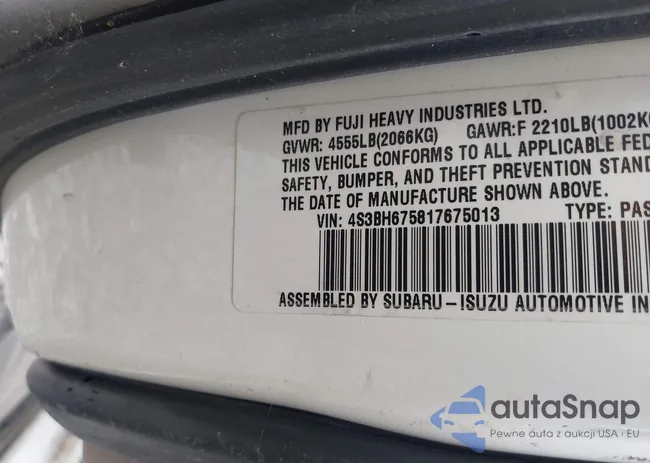 MFD BY FUJI HEAVY INDUSTRIES LTD.
GVWR: 4555LB(2066KG) GAWR:F 2210LB(1002K
THIS VEHICLE CONFORMS TO ALL APPLICABLE FED
SAFETY, BUMPER, AND THEFT PREVENTION STAND
THE DATE OF MANUFACTURE SHOWN ABOVE.
VIN: 4S3BH675817675013 TYPE: PAS
ASSEMBLED BY SUBARU-ISUZU AUTOMOTIVE IN
autaSnap
Pewne auta z aukcji USA · EU